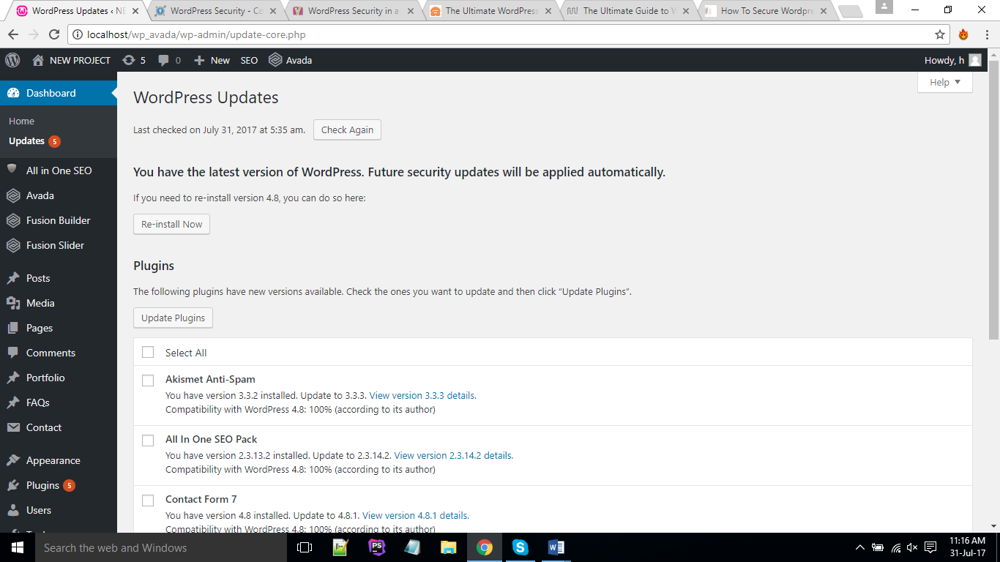 WordPress Updates ‹ NE
WordPress Security - Co
WordPress Security in a
The Ultimate WordPress
The Ultimate Guide to W
How To Secure Wordpre
localhost/wp_avada/wp-admin/update-core.php
NEW PROJECT 5 0 New SEO Avada
Howdy, h
Help
Dashboard
Home
Updates 5
All in One SEO
Avada
Fusion Builder
Fusion Slider
Posts
Media
Pages
Comments
Portfolio
FAQs
Contact
Appearance
Plugins 5
Users
WordPress Updates
Last checked on July 31, 2017 at 5:35 am. Check Again
You have the latest version of WordPress. Future security updates will be applied automatically.
If you need to re-install version 4.8, you can do so here:
Re-install Now
Plugins
The following plugins have new versions available. Check the ones you want to update and then click “Update Plugins”.
Update Plugins
Select All
Akismet Anti-Spam
You have version 3.3.2 installed. Update to 3.3.3. View version 3.3.3 details.
Compatibility with WordPress 4.8: 100% (according to its author)
All In One SEO Pack
You have version 2.3.13.2 installed. Update to 2.3.14.2. View version 2.3.14.2 details.
Compatibility with WordPress 4.8: 100% (according to its author)
Contact Form 7
You have version 4.8 installed. Update to 4.8.1. View version 4.8.1 details.
Compatibility with WordPress 4.8: 100% (according to its author)
Search the web and Windows
11:16 AM
31-Jul-17